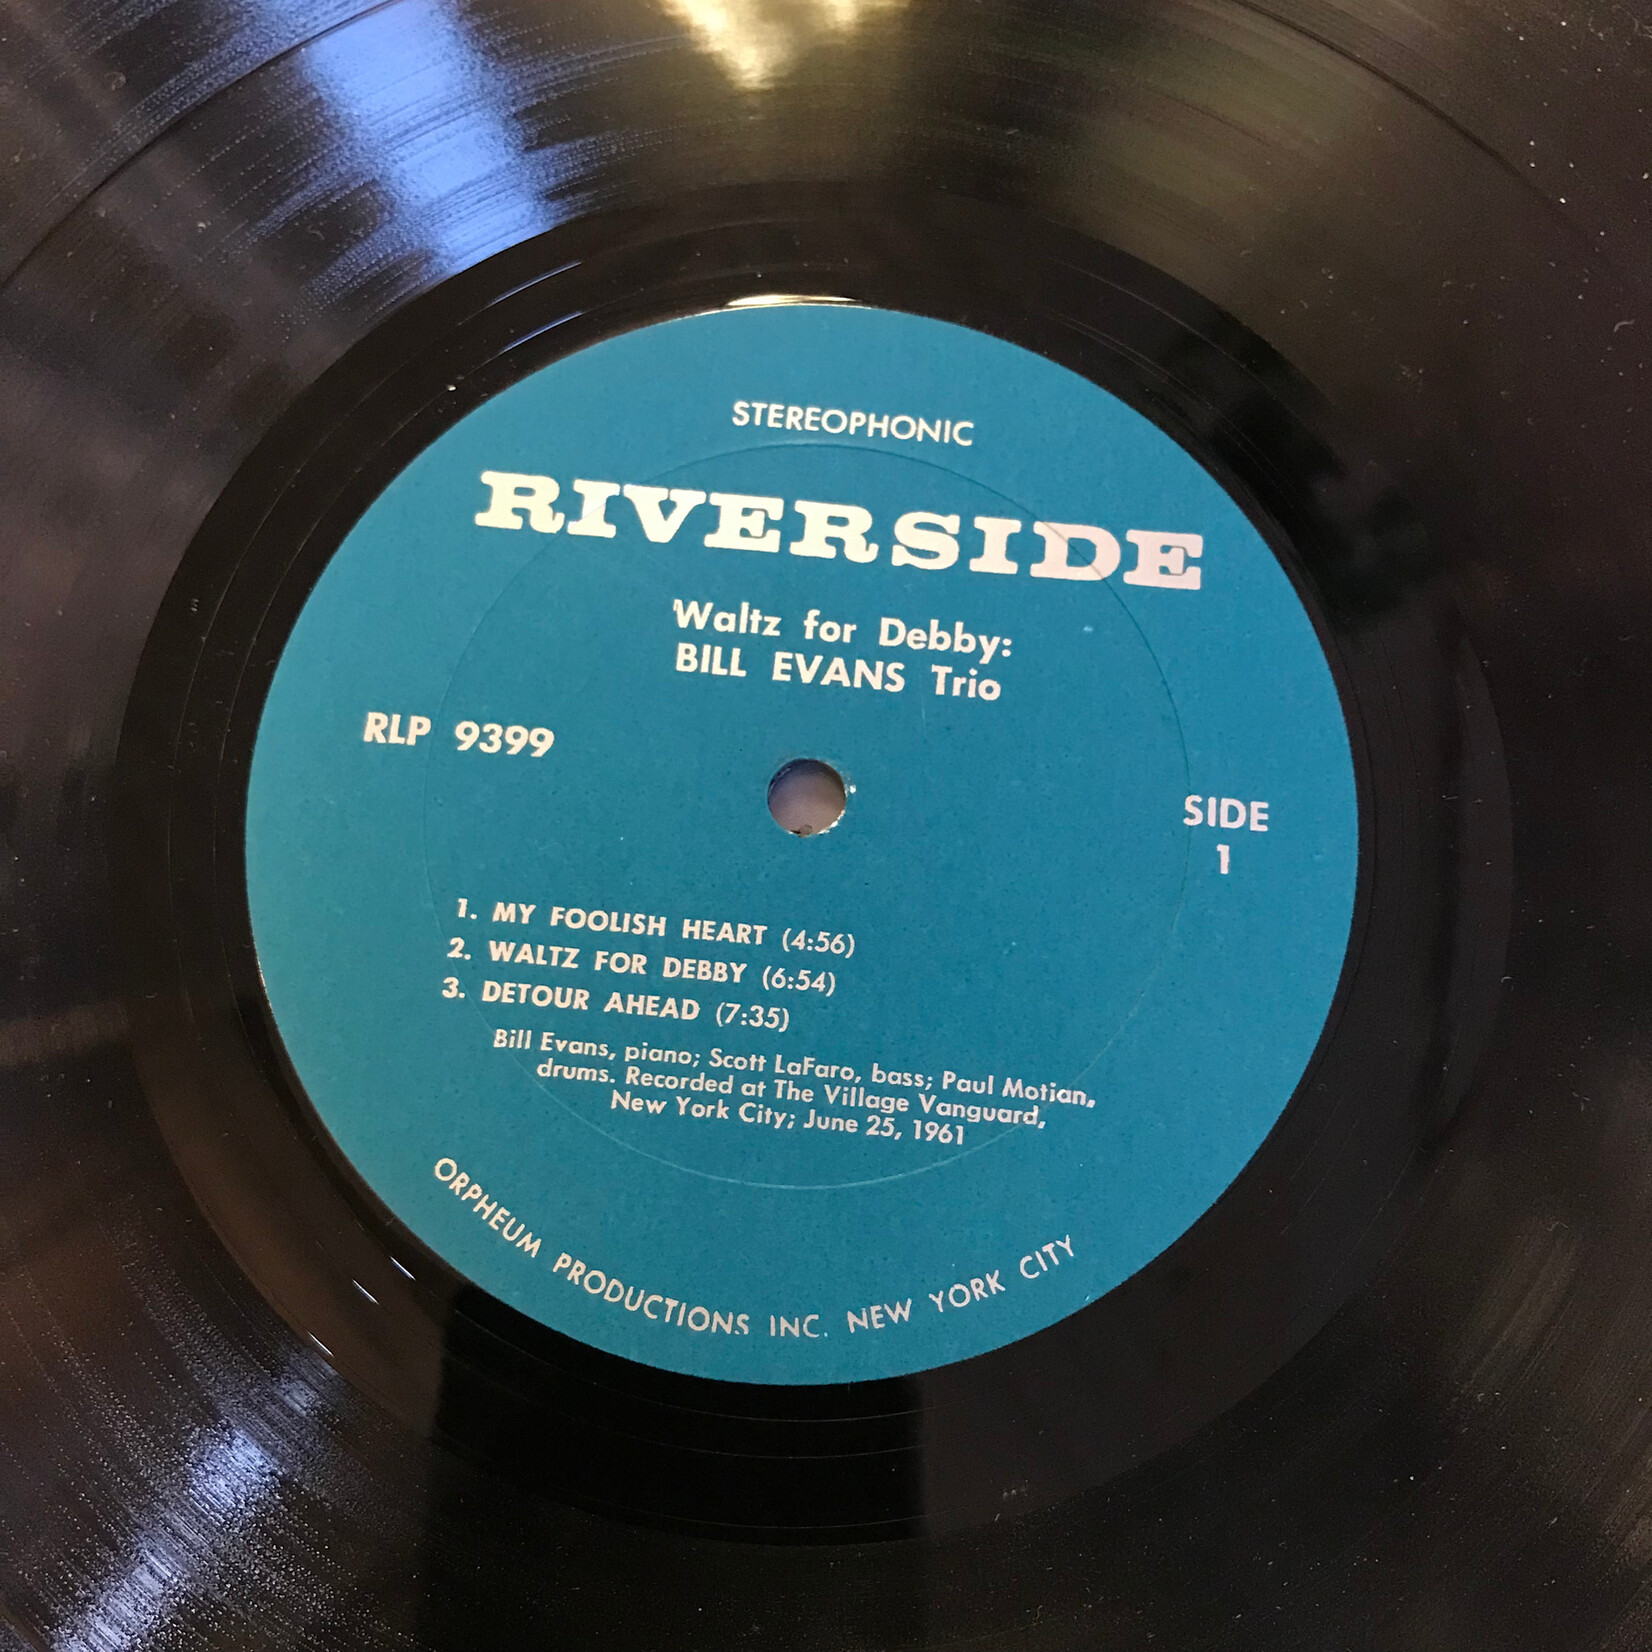 STEREOPHONIC
RIVERSIDE
Waltz for Debby:
BILL EVANS Trio
RLP 9399
SIDE
1
1. MY FOOLISH HEART (4:56)
2. WALTZ FOR DEBBY (6:54)
3. DETOUR AHEAD (7:35)
Bill Evans, piano; Scott LaFaro, bass; Paul Motian,
drums. Recorded at The Village Vanguard,
New York City; June 25, 1961
ORPHEUM PRODUCTIONS INC. NEW YORK CITY